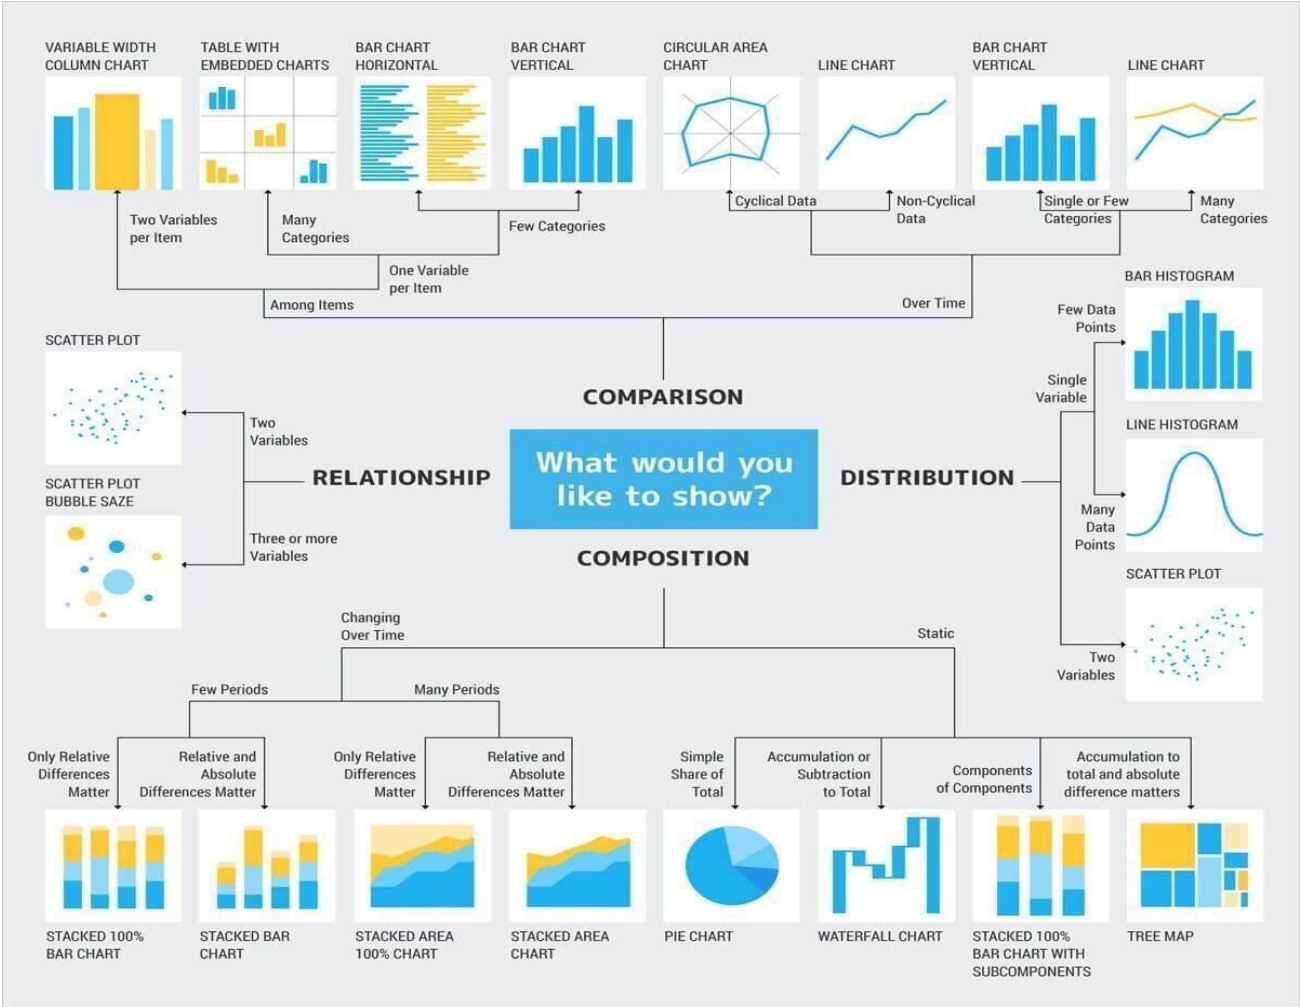 VARIABLE WIDTH
COLUMN CHART
TABLE WITH
EMBEDDED CHARTS
BAR CHART
HORIZONTAL
BAR CHART
VERTICAL
CIRCULAR AREA
CHART
LINE CHART
BAR CHART
VERTICAL
LINE CHART
Two Variables
per Item
Many
Categories
Few Categories
One Variable
per Item
Among Items
Cyclical Data
Non-Cyclical
Data
Single or Few
Categories
Many
Categories
Over Time
COMPARISON
What would you
like to show?
RELATIONSHIP
SCATTER PLOT
Two
Variables
SCATTER PLOT
BUBBLE SAZE
Three or more
Variables
DISTRIBUTION
BAR HISTOGRAM
Few Data
Points
Single
Variable
LINE HISTOGRAM
Many
Data
Points
SCATTER PLOT
Two
Variables
COMPOSITION
Changing
Over Time
Static
Few Periods
Many Periods
Only Relative
Differences
Matter
Relative and
Absolute
Differences Matter
Only Relative
Differences
Matter
Relative and
Absolute
Differences Matter
Simple
Share of
Total
Accumulation or
Subtraction
to Total
Components
of Components
Accumulation to
total and absolute
difference matters
STACKED 100%
BAR CHART
STACKED BAR
CHART
STACKED AREA
100% CHART
STACKED AREA
CHART
PIE CHART
WATERFALL CHART
STACKED 100%
BAR CHART WITH
SUBCOMPONENTS
TREE MAP